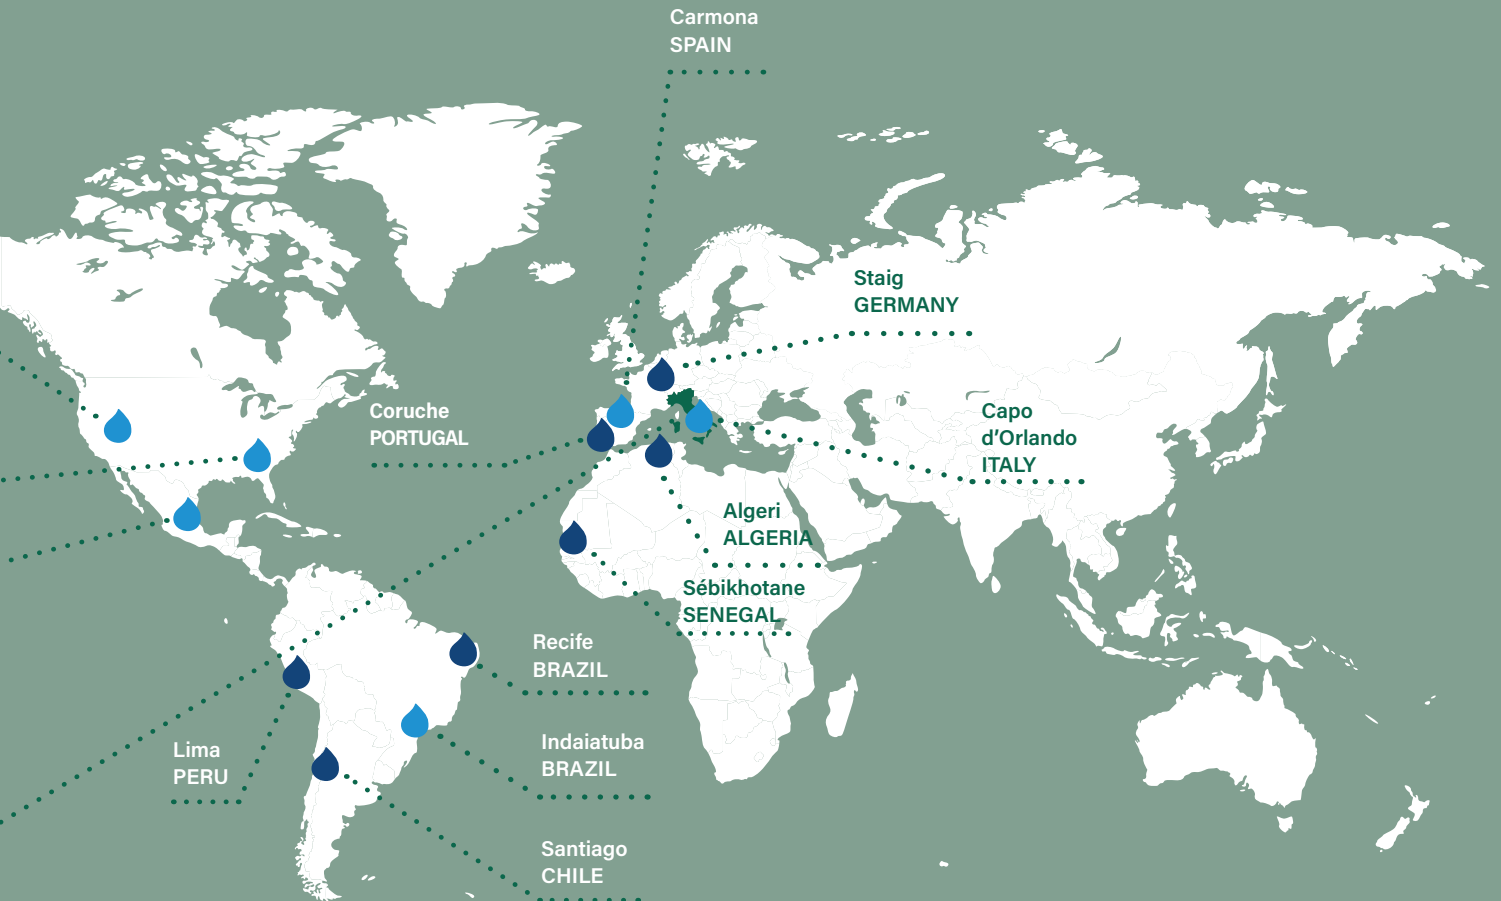 Carmona
SPAIN
Staig
GERMANY
Coruche
PORTUGAL
Capo
d’Orlando
ITALY
Algeri
ALGERIA
Sébikhotane
SENEGAL
Recife
BRAZIL
Indaiatuba
BRAZIL
Lima
PERU
Santiago
CHILE